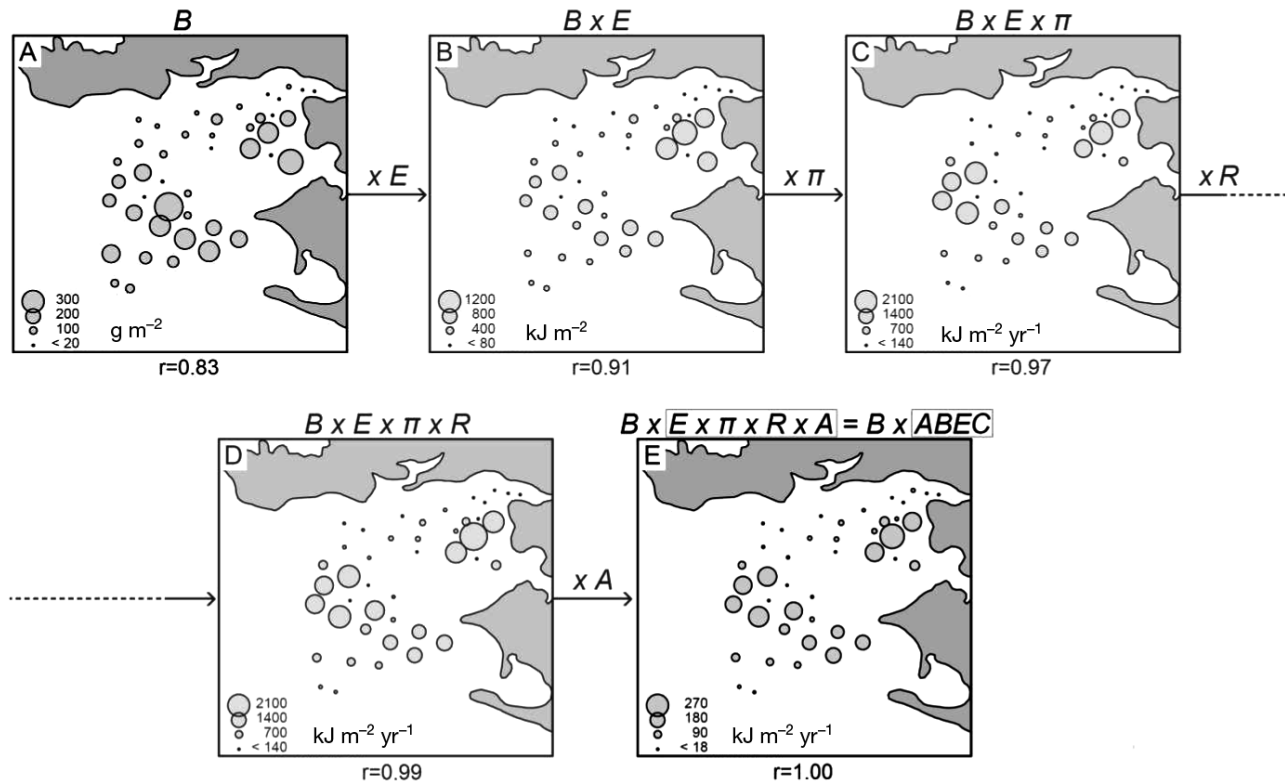 B
B x E
B x E x π
A
B
C
x E
x π
x R
300
200
100
< 20
g m⁻²
1200
800
400
< 80
kJ m⁻²
2100
1400
700
< 140
kJ m⁻² yr⁻¹
r=0.83
r=0.91
r=0.97
B x E x π x R
B x E x π x R x A = B x ABEC
D
E
x A
2100
1400
700
< 140
kJ m⁻² yr⁻¹
270
180
90
< 18
kJ m⁻² yr⁻¹
r=0.99
r=1.00